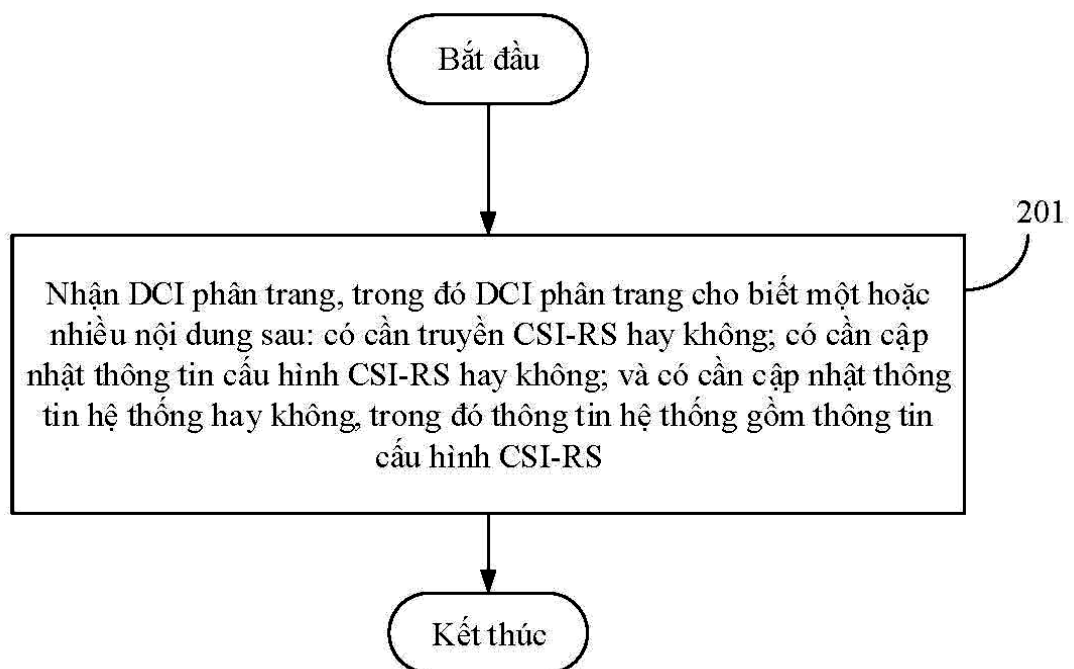 Bắt đầu
201
Nhận DCI phân trang, trong đó DCI phân trang cho biết một hoặc
nhiều nội dung sau: có cần truyền CSI-RS hay không; có cần cập
nhật thông tin cấu hình CSI-RS hay không; và có cần cập nhật thông
tin hệ thống hay không, trong đó thông tin hệ thống gồm thông tin
cấu hình CSI-RS
Kết thúc